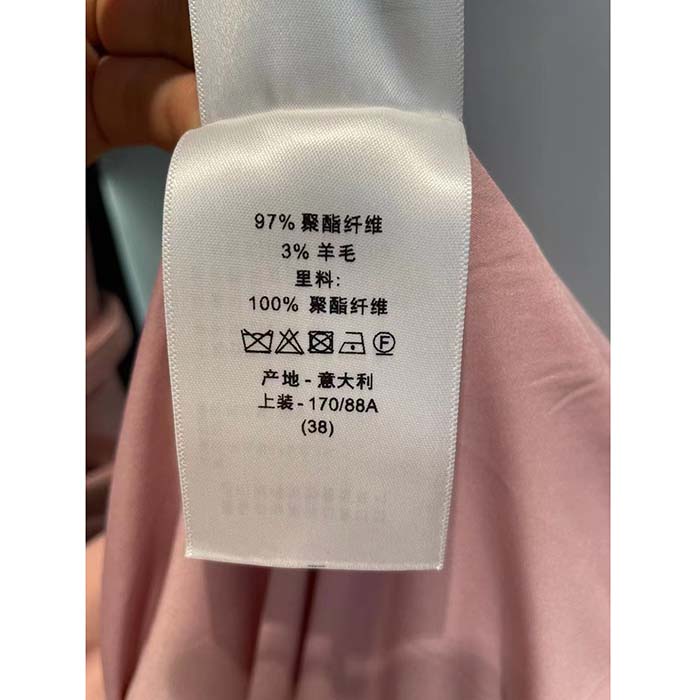 97% 聚酯纤维
3% 羊毛
里料:
100% 聚酯纤维
F
产地 - 意大利
上装 - 170/88A
(38)